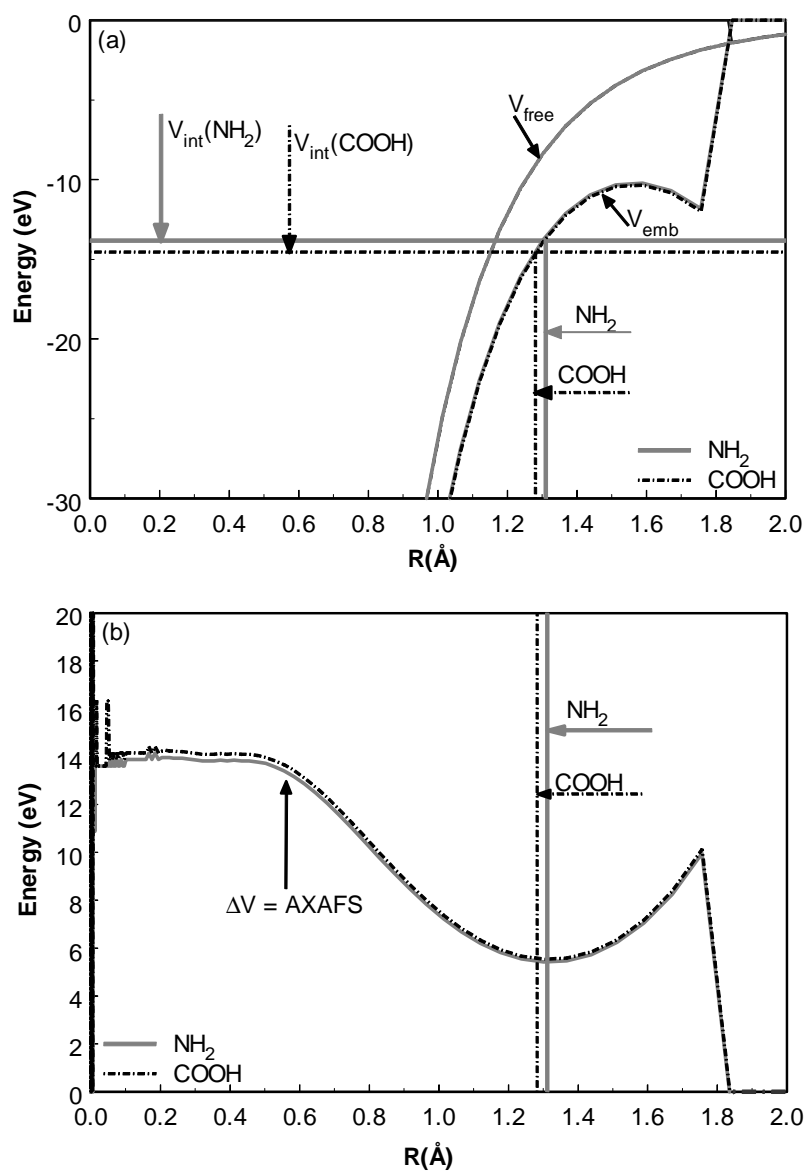 (a)
0
-10
-20
-30
Energy (eV)
V_int(NH_2)
V_int(COOH)
V_free
V_emb
NH_2
COOH
NH_2
COOH
0.0 0.2 0.4 0.6 0.8 1.0 1.2 1.4 1.6 1.8 2.0
R(Å)
(b)
20
18
16
14
12
10
8
6
4
2
0
Energy (eV)
NH_2
COOH
ΔV = AXAFS
NH_2
COOH
0.0 0.2 0.4 0.6 0.8 1.0 1.2 1.4 1.6 1.8 2.0
R(Å)